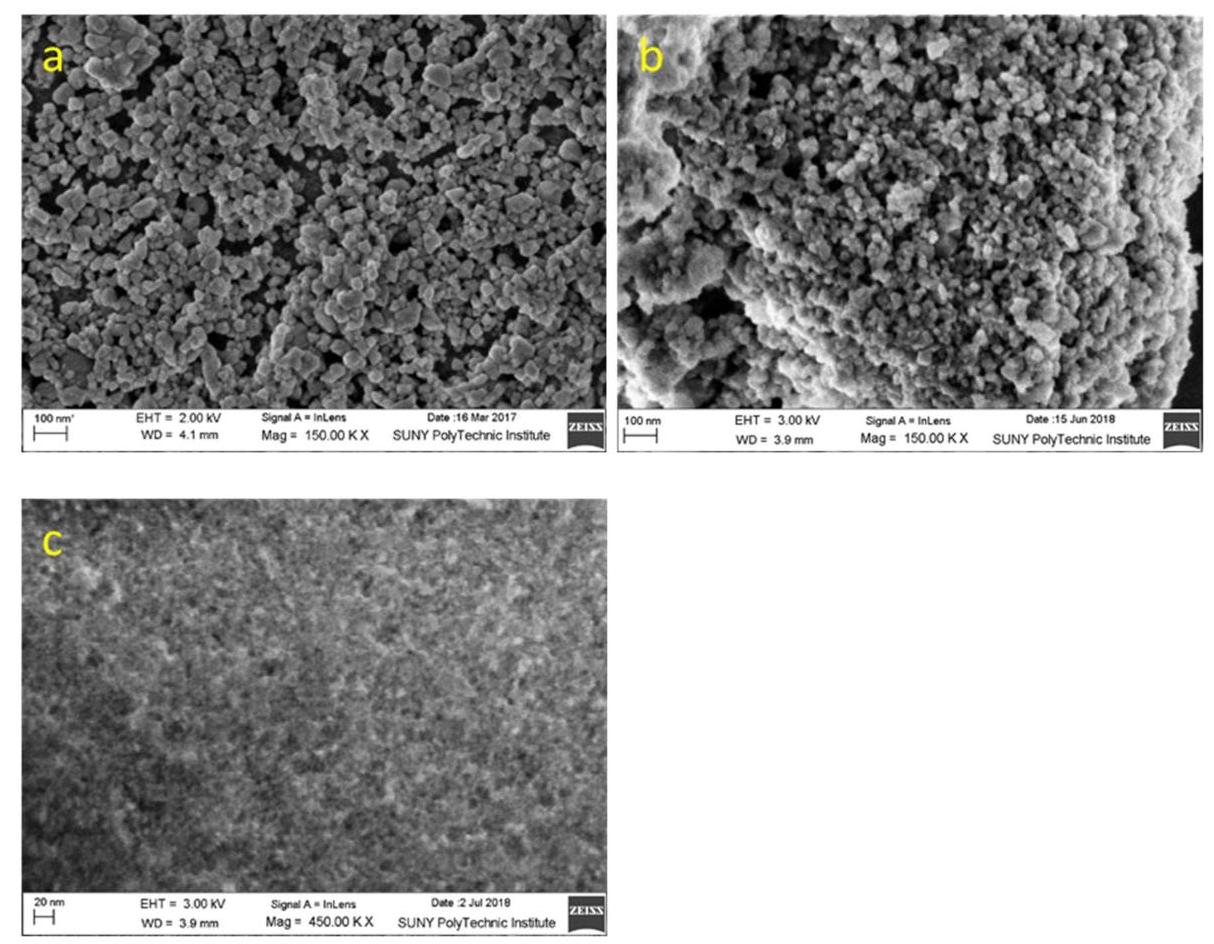 a
100 nm'
EHT = 2.00 kV Signal A = InLens Date :16 Mar 2017
WD = 4.1 mm Mag = 150.00 K X SUNY PolyTechnic Institute
ZEISS
b
100 nm
EHT = 3.00 kV Signal A = InLens Date :15 Jun 2018
WD = 3.9 mm Mag = 150.00 K X SUNY PolyTechnic Institute
ZEISS
c
20 nm
EHT = 3.00 kV Signal A = InLens Date :2 Jul 2018
WD = 3.9 mm Mag = 450.00 K X SUNY PolyTechnic Institute
ZEISS